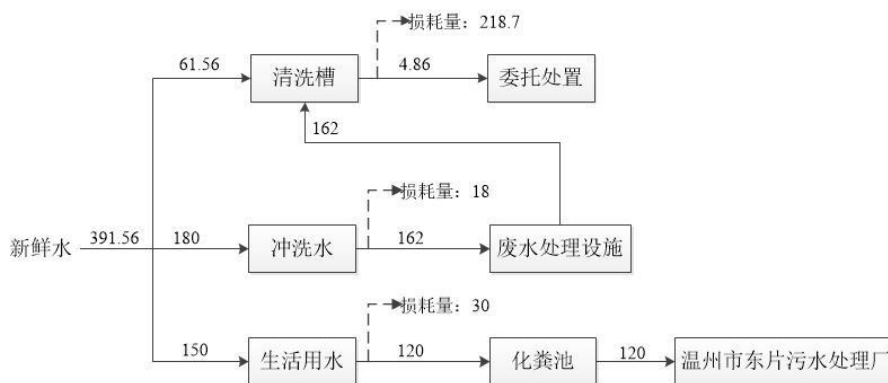 损耗量：218.7
61.56
清洗槽
4.86
委托处置
162
损耗量：18
新鲜水
391.56
180
冲洗水
162
废水处理设施
损耗量：30
150
生活用水
120
化粪池
120
温州市东片污水处理厂